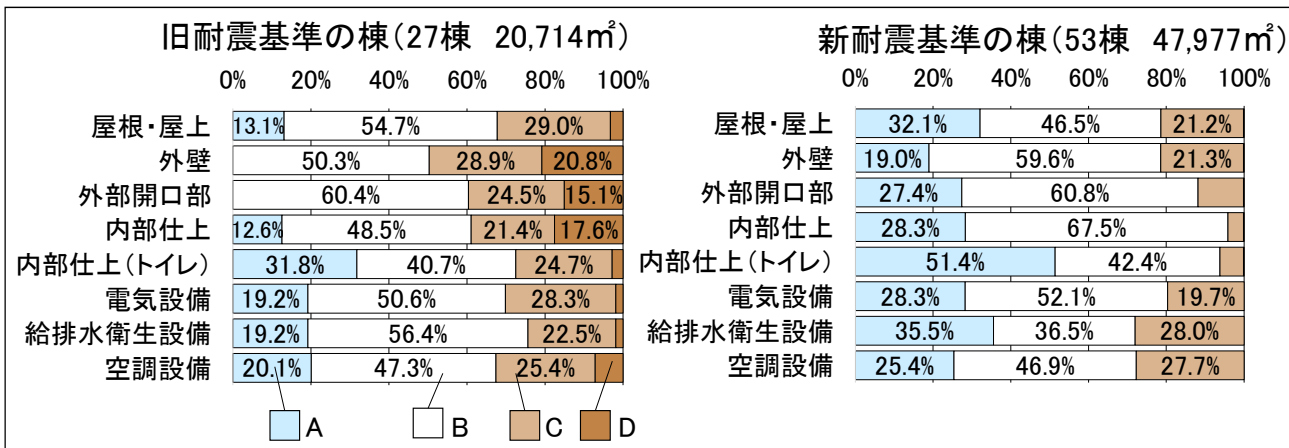 旧耐震基準の棟(27棟 20,714㎡)
0% 20% 40% 60% 80% 100%
屋根・屋上 13.1% 54.7% 29.0%
外壁 50.3% 28.9% 20.8%
外部開口部 60.4% 24.5% 15.1%
内部仕上 12.6% 48.5% 21.4% 17.6%
内部仕上(トイレ) 31.8% 40.7% 24.7%
電気設備 19.2% 50.6% 28.3%
給排水衛生設備 19.2% 56.4% 22.5%
空調設備 20.1% 47.3% 25.4%
A B C D
新耐震基準の棟(53棟 47,977㎡)
0% 20% 40% 60% 80% 100%
屋根・屋上 32.1% 46.5% 21.2%
外壁 19.0% 59.6% 21.3%
外部開口部 27.4% 60.8%
内部仕上 28.3% 67.5%
内部仕上(トイレ) 51.4% 42.4%
電気設備 28.3% 52.1% 19.7%
給排水衛生設備 35.5% 36.5% 28.0%
空調設備 25.4% 46.9% 27.7%